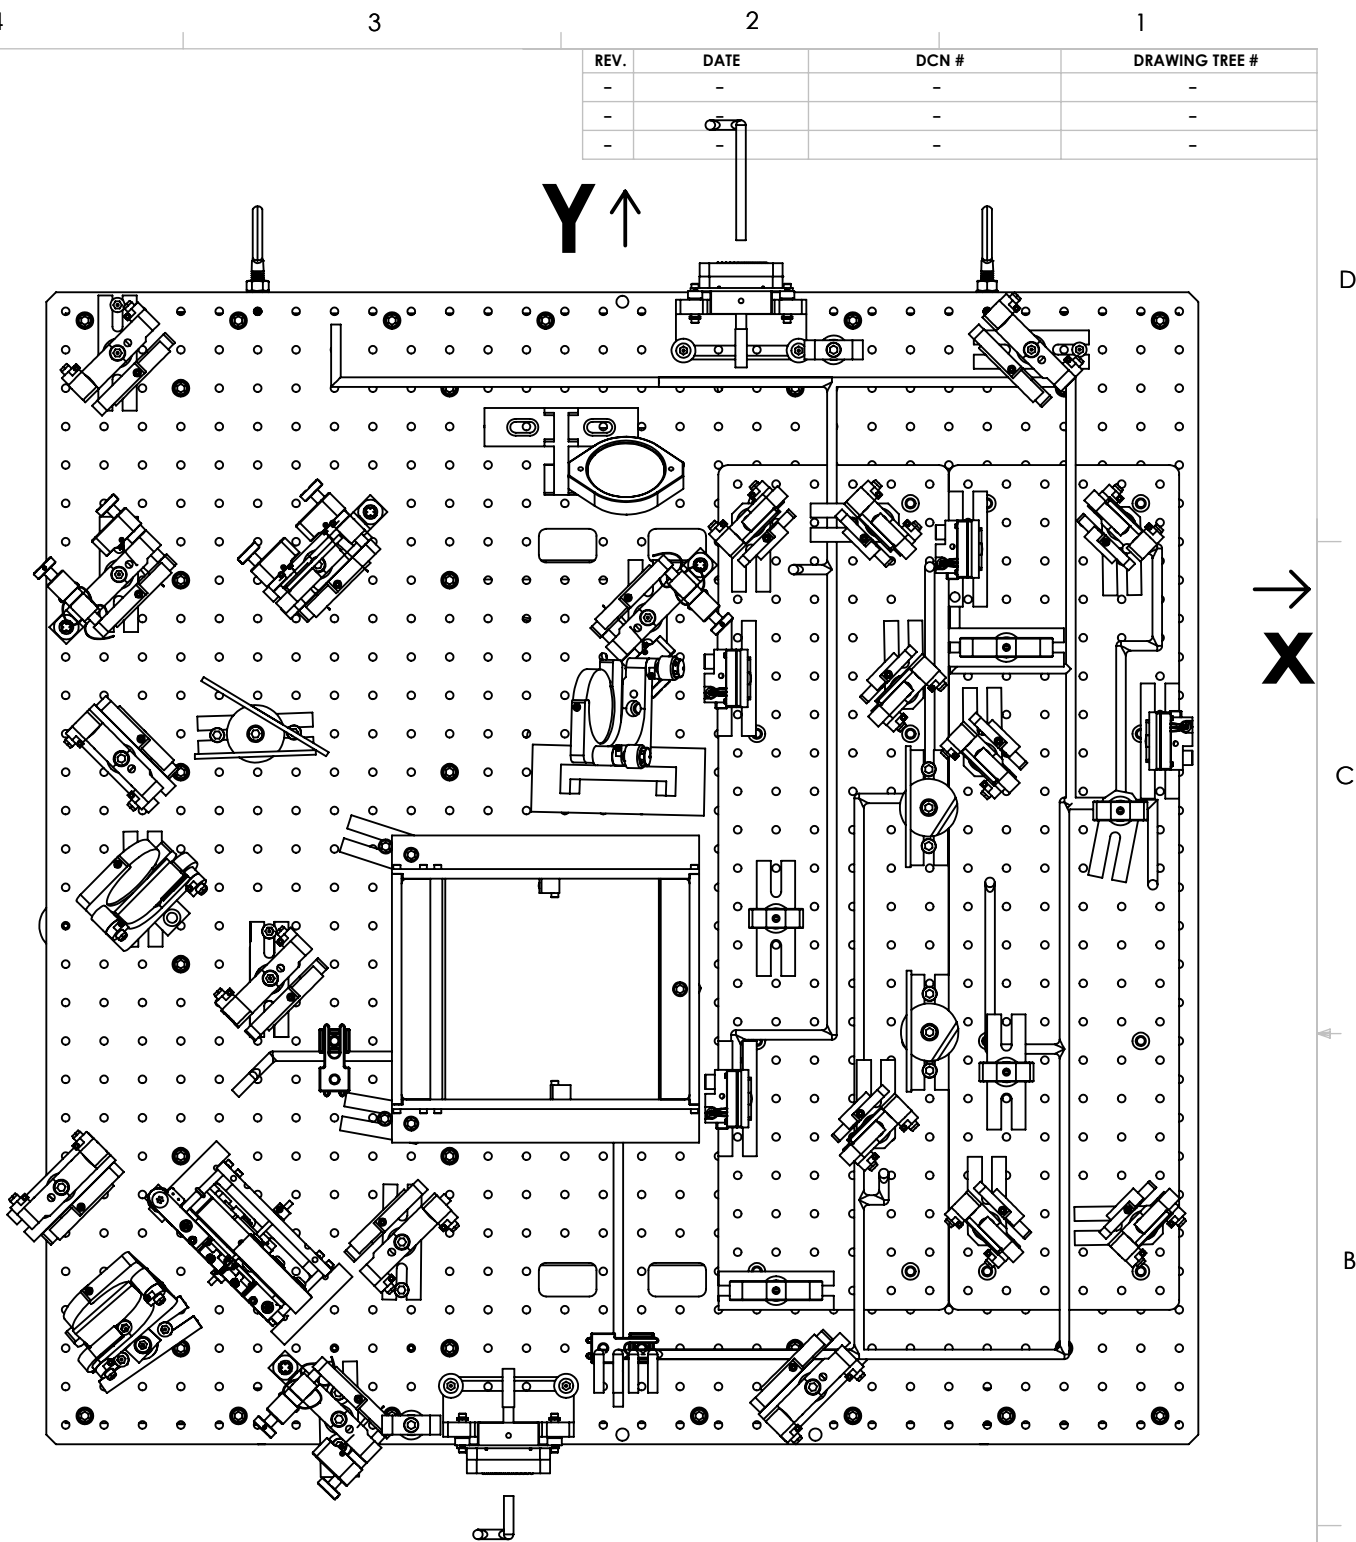 4 3 2 1
REV. DATE DCN # DRAWING TREE #
- - - -
- - - -
- - - -
Y
D
X
C
B